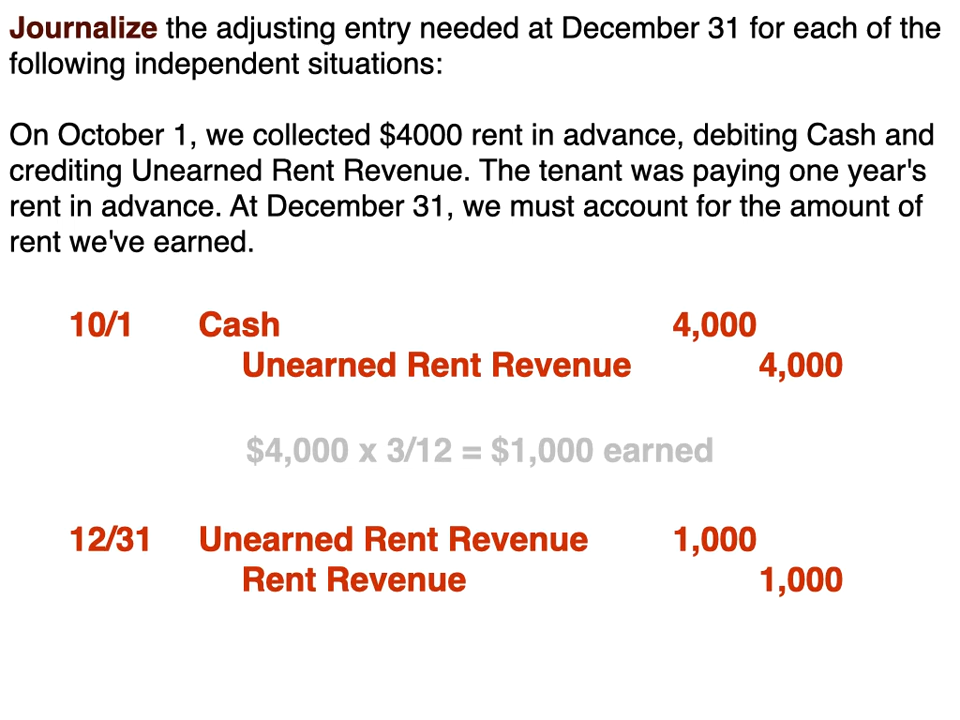 Journalize the adjusting entry needed at December 31 for each of the
following independent situations:
On October 1, we collected $4000 rent in advance, debiting Cash and
crediting Unearned Rent Revenue. The tenant was paying one year's
rent in advance. At December 31, we must account for the amount of
rent we've earned.
10/1 Cash 4,000
Unearned Rent Revenue 4,000
$4,000 x 3/12 = $1,000 earned
12/31 Unearned Rent Revenue 1,000
Rent Revenue 1,000